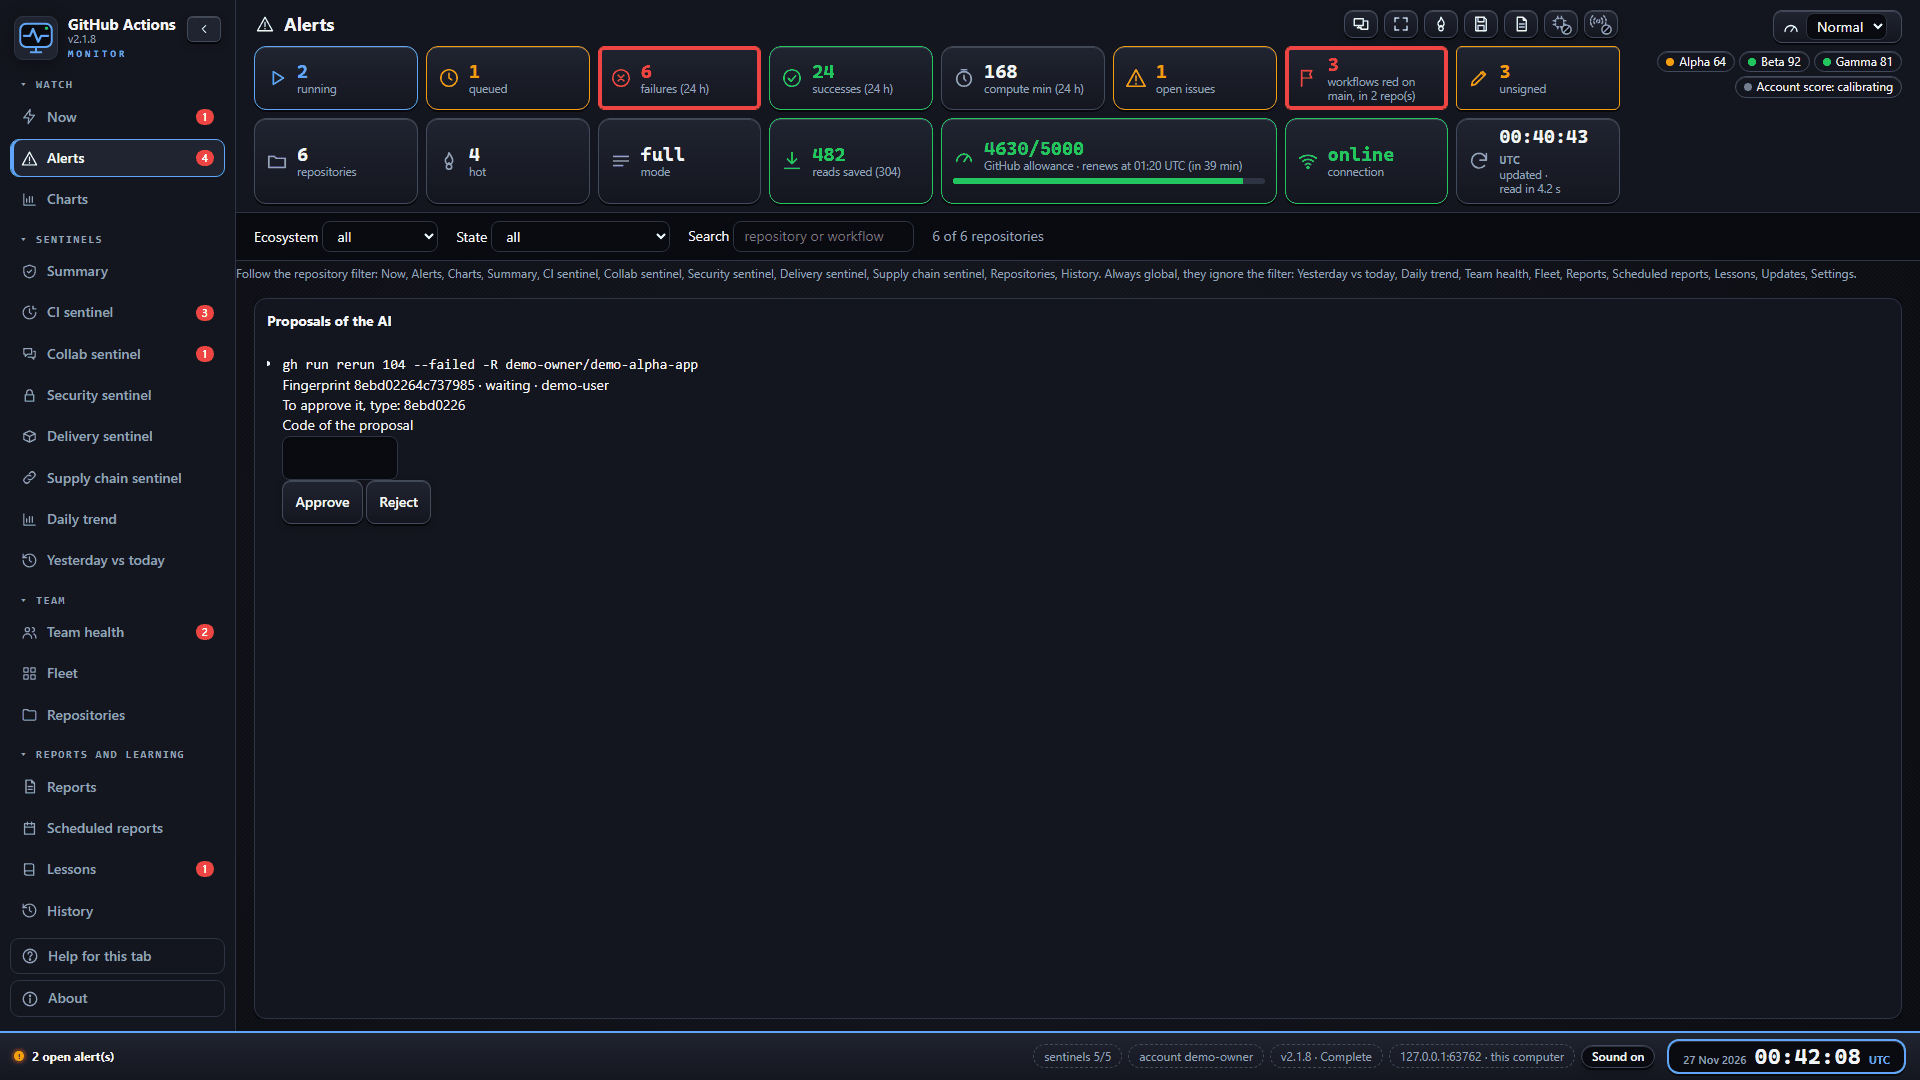 GitHub Actions
v2.1.8
MONITOR
WATCH
Now 1
Alerts 4
Charts
SENTINELS
Summary
CI sentinel 3
Collab sentinel 1
Security sentinel
Delivery sentinel
Supply chain sentinel
Daily trend
Yesterday vs today
TEAM
Team health 2
Fleet
Repositories
REPORTS AND LEARNING
Reports
Scheduled reports
Lessons 1
History
Help for this tab
About
Alerts
Normal
Alpha 64
Beta 92
Gamma 81
Account score: calibrating
2
running
1
queued
6
failures (24 h)
24
successes (24 h)
168
compute min (24 h)
1
open issues
3
workflows red on
main, in 2 repo(s)
3
unsigned
6
repositories
4
hot
full
mode
482
reads saved (304)
4630/5000
GitHub allowance · renews at 01:20 UTC (in 39 min)
online
connection
00:40:43
UTC
updated ·
read in 4.2 s
Ecosystem all
State all
Search repository or workflow
6 of 6 repositories
Follow the repository filter: Now, Alerts, Charts, Summary, CI sentinel, Collab sentinel, Security sentinel, Delivery sentinel, Supply chain sentinel, Repositories, History. Always global, they ignore the filter: Yesterday vs today, Daily trend, Team health, Fleet, Reports, Scheduled reports, Lessons, Updates, Settings.
Proposals of the AI
gh run rerun 104 --failed -R demo-owner/demo-alpha-app
Fingerprint 8ebd02264c737985 · waiting · demo-user
To approve it, type: 8ebd0226
Code of the proposal
Approve
Reject
2 open alert(s)
sentinels 5/5
account demo-owner
v2.1.8 · Complete
127.0.0.1:63762 · this computer
Sound on
27 Nov 2026 00:42:08 UTC